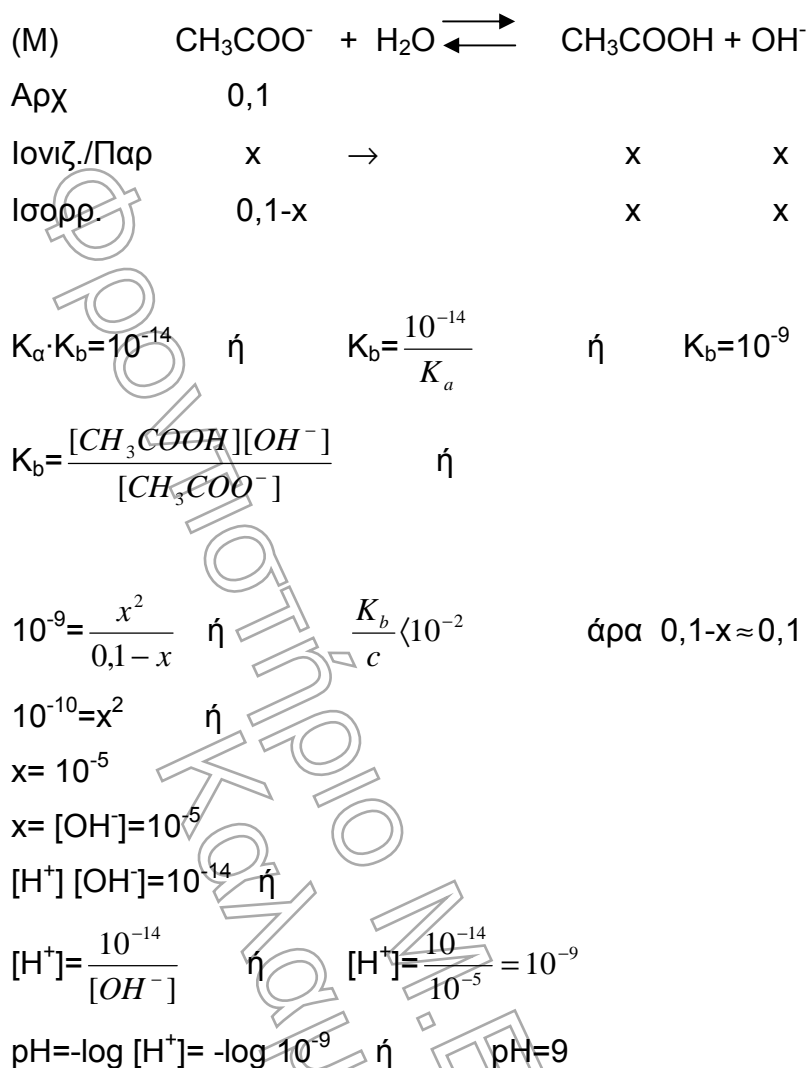 (M) CH₃COO⁻ + H₂O ⇄ CH₃COOH + OH⁻
Αρχ 0,1
Ιονιζ./Παρ x → x x
Ισορρ. 0,1-x x x
Kα·Kb=10⁻¹⁴ ή Kb=10⁻¹⁴/Ka ή Kb=10⁻⁹
Kb=[CH₃COOH][OH⁻]/[CH₃COO⁻] ή
10⁻⁹=x²/(0,1−x) ή Kb/c⟨10⁻² άρα 0,1-x≈0,1
10⁻¹⁰=x² ή
x= 10⁻⁵
x= [OH⁻]=10⁻⁵
[H⁺] [OH⁻]=10⁻¹⁴ ή
[H⁺]=10⁻¹⁴/[OH⁻] ή [H⁺]=10⁻¹⁴/10⁻⁵=10⁻⁹
pH=-log [H⁺]= -log 10⁻⁹ ή pH=9
Φροντιστήριο Μ.Ε